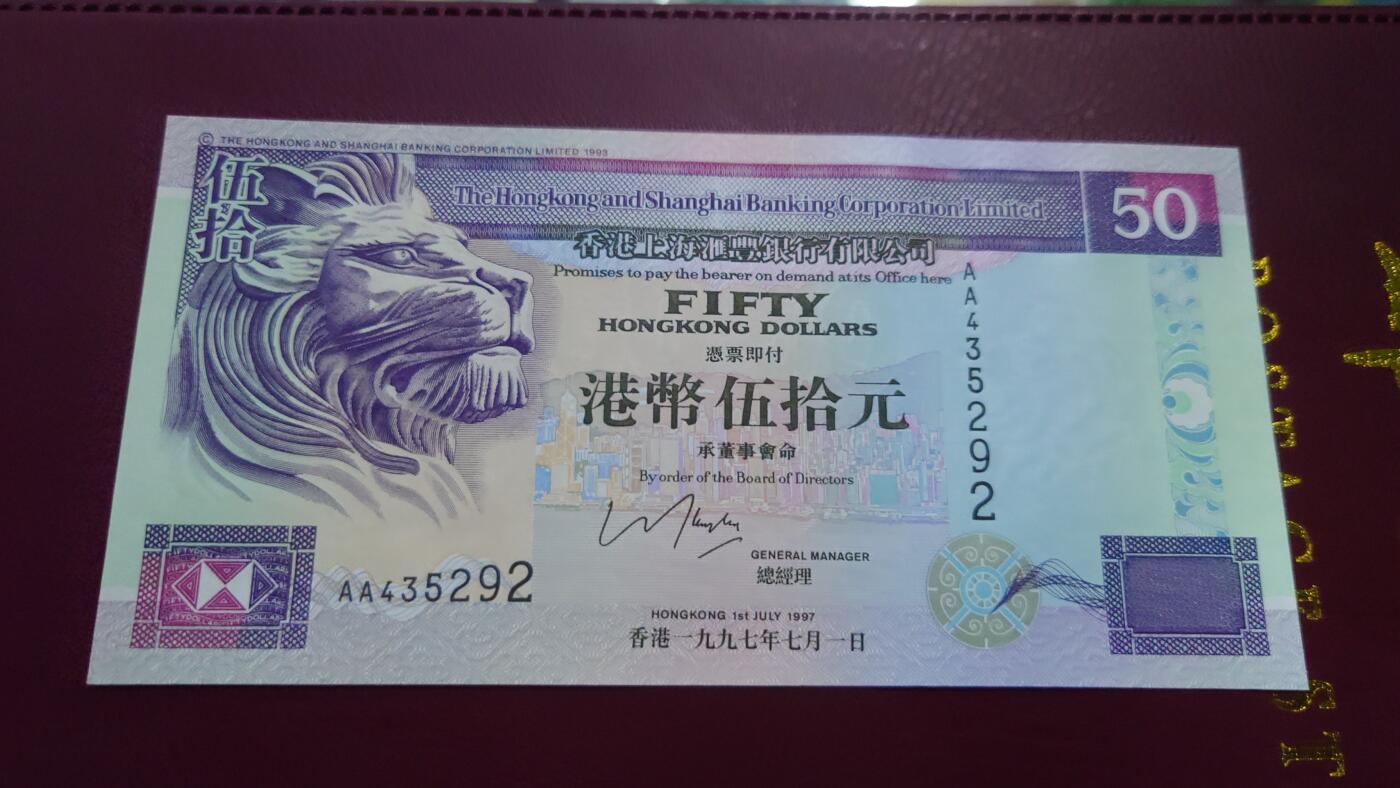 © THE HONGKONG AND SHANGHAI BANKING CORPORATION LIMITED 1993
伍拾
The Hongkong and Shanghai Banking Corporation Limited
50
香港上海滙豐銀行有限公司
Promises to pay the bearer on demand at its Office here
FIFTY
HONGKONG DOLLARS
憑票即付
港幣伍拾元
承董事會命
By order of the Board of Directors
GENERAL MANAGER
總經理
AA435292
AA435292
HONGKONG 1st JULY 1997
香港一九九七年七月一日